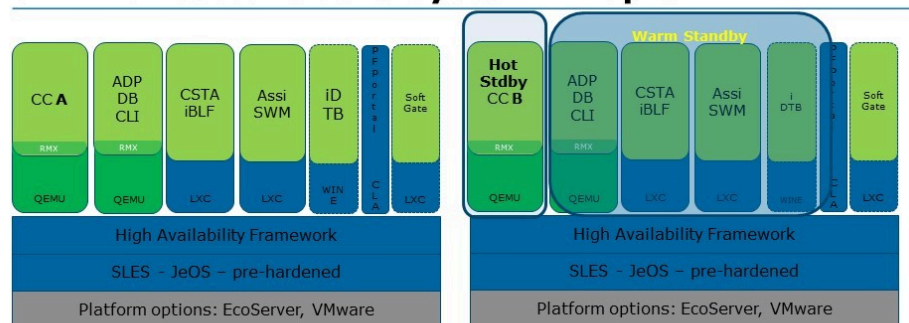 CC A
RMX
QEMU
ADP
DB
CLI
RMX
QEMU
CSTA
iBLF
LXC
Assi
SWM
LXC
iD
TB
WIN
E
P
F
P
o
r
t
a
l
C
L
A
Soft
Gate
LXC
High Availability Framework
SLES - JeOS – pre-hardened
Platform options: EcoServer, VMware
Warm Standby
Hot
Stdby
CC B
RMX
QEMU
ADP
DB
CLI
RMX
QEMU
CSTA
iBLF
LXC
Assi
SWM
LXC
i
DTB
WINE
Soft
Gate
LXC
High Availability Framework
SLES - JeOS – pre-hardened
Platform options: EcoServer, VMware